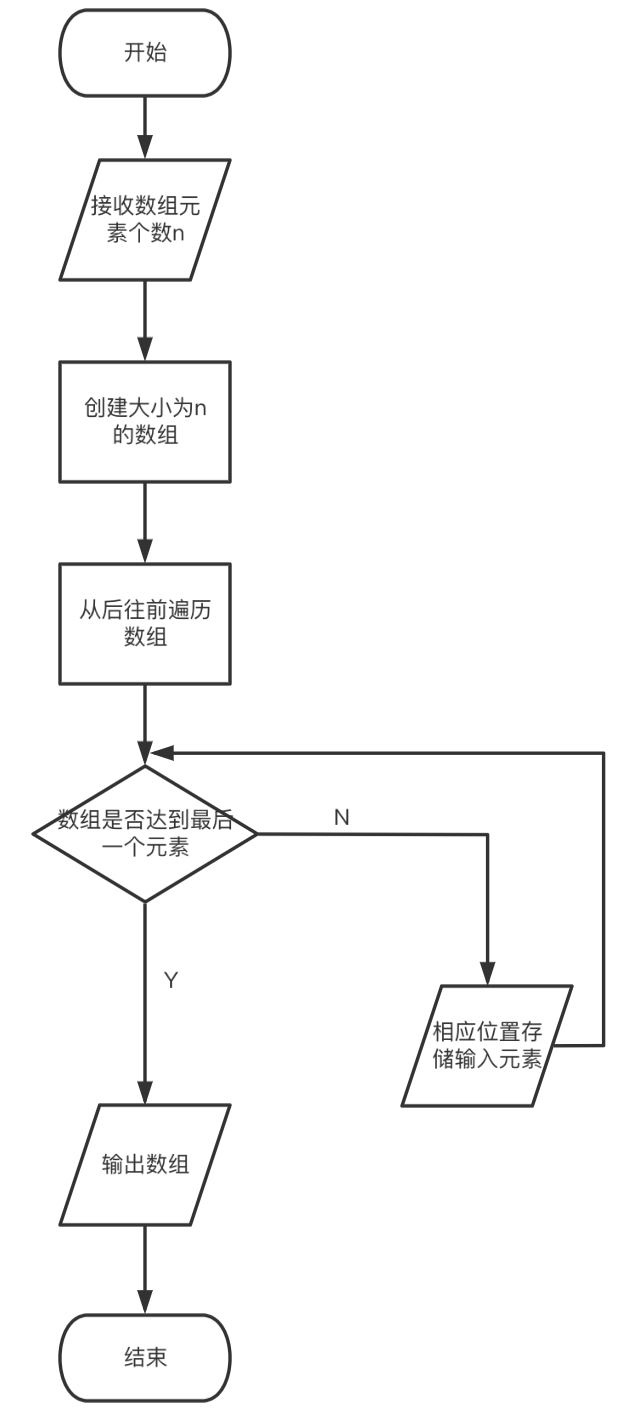 开始
接收数组元
素个数n
创建大小为n
的数组
从后往前遍历
数组
数组是否达到最后
一个元素
N
Y
相应位置存
储输入元素
输出数组
结束